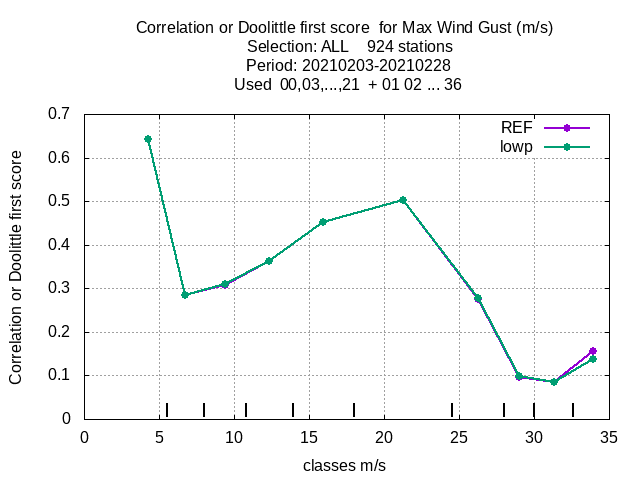 Correlation or Doolittle first score  for Max Wind Gust (m/s)
Selection: ALL    924 stations
Period: 20210203-20210228
Used  00,03,...,21  + 01 02 ... 36
REF
lowp
Correlation or Doolittle first score
0.7
0.6
0.5
0.4
0.3
0.2
0.1
0
0 5 10 15 20 25 30 35
classes m/s